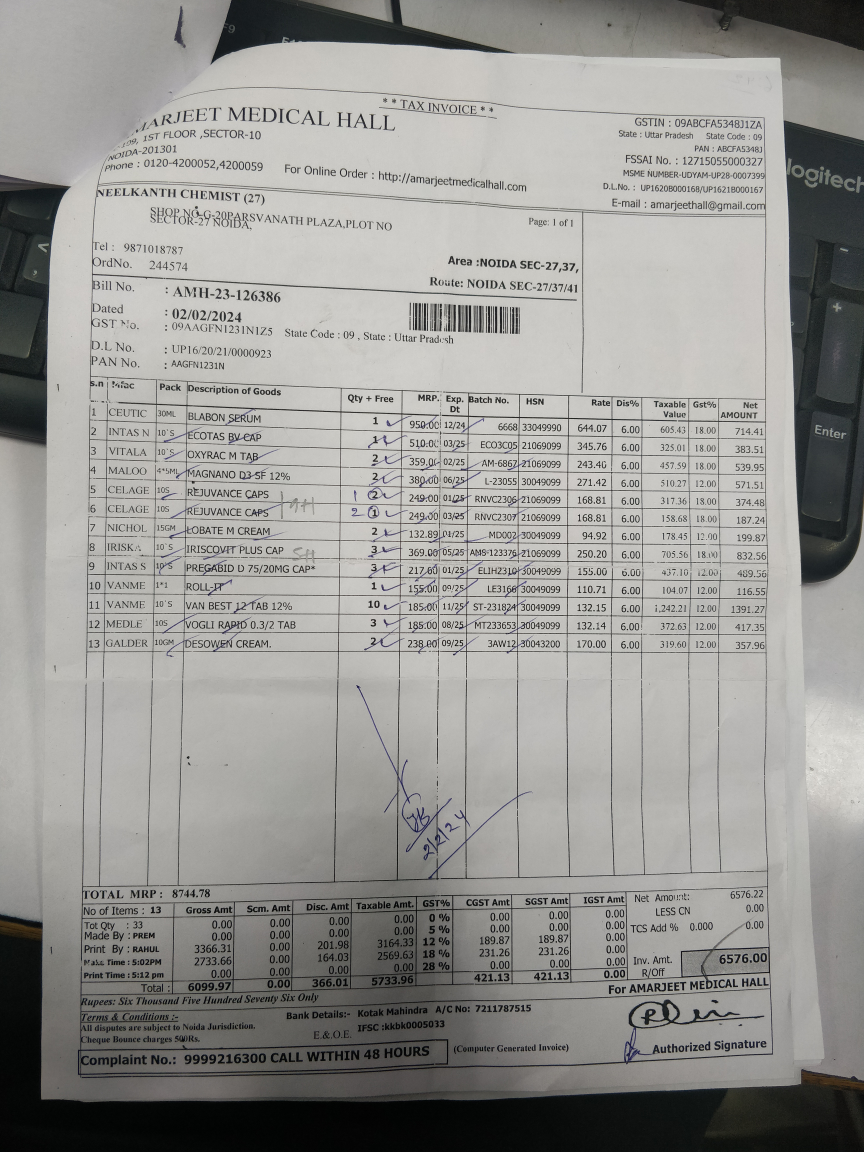 * * TAX INVOICE * *
AMARJEET MEDICAL HALL
109, 1ST FLOOR ,SECTOR-10
NOIDA-201301
Phone : 0120-4200052,4200059
For Online Order : http://amarjeetmedicalhall.com
GSTIN : 09ABCFA5348J1ZA
State : Uttar Pradesh State Code : 09
PAN : ABCFA5348J
FSSAI No. : 12715055000327
MSME NUMBER-UDYAM-UP28-0007399
D.L.No. : UP1620B000168/UP1621B000167
E-mail : amarjeethall@gmail.com
NEELKANTH CHEMIST (27)
SHOP NO-G-20PARSVANATH PLAZA,PLOT NO
SECTOR-27 NOIDA,
Page: 1 of 1
Tel : 9871018787
OrdNo. 244574
Area :NOIDA SEC-27,37,
Route: NOIDA SEC-27/37/41
Bill No. : AMH-23-126386
Dated : 02/02/2024
GST No. : 09AAGFN1231N1Z5 State Code : 09 , State : Uttar Pradesh
D.L No. : UP16/20/21/0000923
PAN No. : AAGFN1231N
s.n Mfac Pack Description of Goods Qty + Free MRP. Exp. Dt Batch No. HSN Rate Dis% Taxable Value Gst% Net AMOUNT
1 CEUTIC 30ML BLABON SERUM 1 950.00 12/24 6668 33049990 644.07 6.00 605.43 18.00 714.41
2 INTAS N 10`S ECOTAS BV CAP 1 510.00 03/25 ECO3C05 21069099 345.76 6.00 325.01 18.00 383.51
3 VITALA 10`S OXYRAC M TAB 2 359.00 02/25 AM-6867 21069099 243.40 6.00 457.59 18.00 539.95
4 MALOO 4*5ML MAGNANO D3 SF 12% 2 380.00 06/25 L-23055 30049099 271.42 6.00 510.27 12.00 571.51
5 CELAGE 10S REJUVANCE CAPS 1 2 249.00 01/25 RNVC2306 21069099 168.81 6.00 317.36 18.00 374.48
6 CELAGE 10S REJUVANCE CAPS 2 1 249.00 03/25 RNVC2307 21069099 168.81 6.00 158.68 18.00 187.24
7 NICHOL 15GM LOBATE M CREAM 2 132.89 01/25 MD002 30049099 94.92 6.00 178.45 12.00 199.87
8 IRISKA 10`S IRISCOVIT PLUS CAP 3 369.00 05/25 AMS-123376 21069099 250.20 6.00 705.56 18.00 832.56
9 INTAS S 10`S PREGABID D 75/20MG CAP* 3 217.60 01/25 ELIH2310 30049099 155.00 6.00 437.10 12.00 489.56
10 VANME 1*1 ROLL-IT 1 155.00 09/25 LE3166 30049099 110.71 6.00 104.07 12.00 116.55
11 VANME 10`S VAN BEST 12 TAB 12% 10 185.00 11/25 ST-231824 30049099 132.15 6.00 1,242.21 12.00 1391.27
12 MEDLE 10S VOGLI RAPID 0.3/2 TAB 3 185.00 08/25 MT233653 30049099 132.14 6.00 372.63 12.00 417.35
13 GALDER 10GM DESOWEN CREAM. 2 238.00 09/25 3AW12 30043200 170.00 6.00 319.60 12.00 357.96
2/2/24
TOTAL MRP : 8744.78
No of Items : 13 Gross Amt Scm. Amt Disc. Amt Taxable Amt. GST% CGST Amt SGST Amt IGST Amt
Tot Qty : 33 0.00 0.00 0.00 0.00 0 % 0.00 0.00 0.00
Made By : PREM 0.00 0.00 0.00 0.00 5 % 0.00 0.00 0.00
Print By : RAHUL 3366.31 0.00 201.98 3164.33 12 % 189.87 189.87 0.00
Make Time : 5:02PM 2733.66 0.00 164.03 2569.63 18 % 231.26 231.26 0.00
Print Time : 5:12 pm 0.00 0.00 0.00 0.00 28 % 0.00 0.00 0.00
Total : 6099.97 0.00 366.01 5733.96 421.13 421.13 0.00
Net Amount: 6576.22
LESS CN 0.00
TCS Add % 0.000 0.00
Inv. Amt. 6576.00
R/Off
Rupees: Six Thousand Five Hundred Seventy Six Only
For AMARJEET MEDICAL HALL
Terms & Conditions :-
All disputes are subject to Noida Jurisdiction.
Cheque Bounce charges 500Rs.
E.& O.E.
Bank Details:- Kotak Mahindra A/C No: 7211787515
IFSC :kkbk0005033
Complaint No.: 9999216300 CALL WITHIN 48 HOURS
(Computer Generated Invoice)
Authorized Signature
logitech
Enter
F9